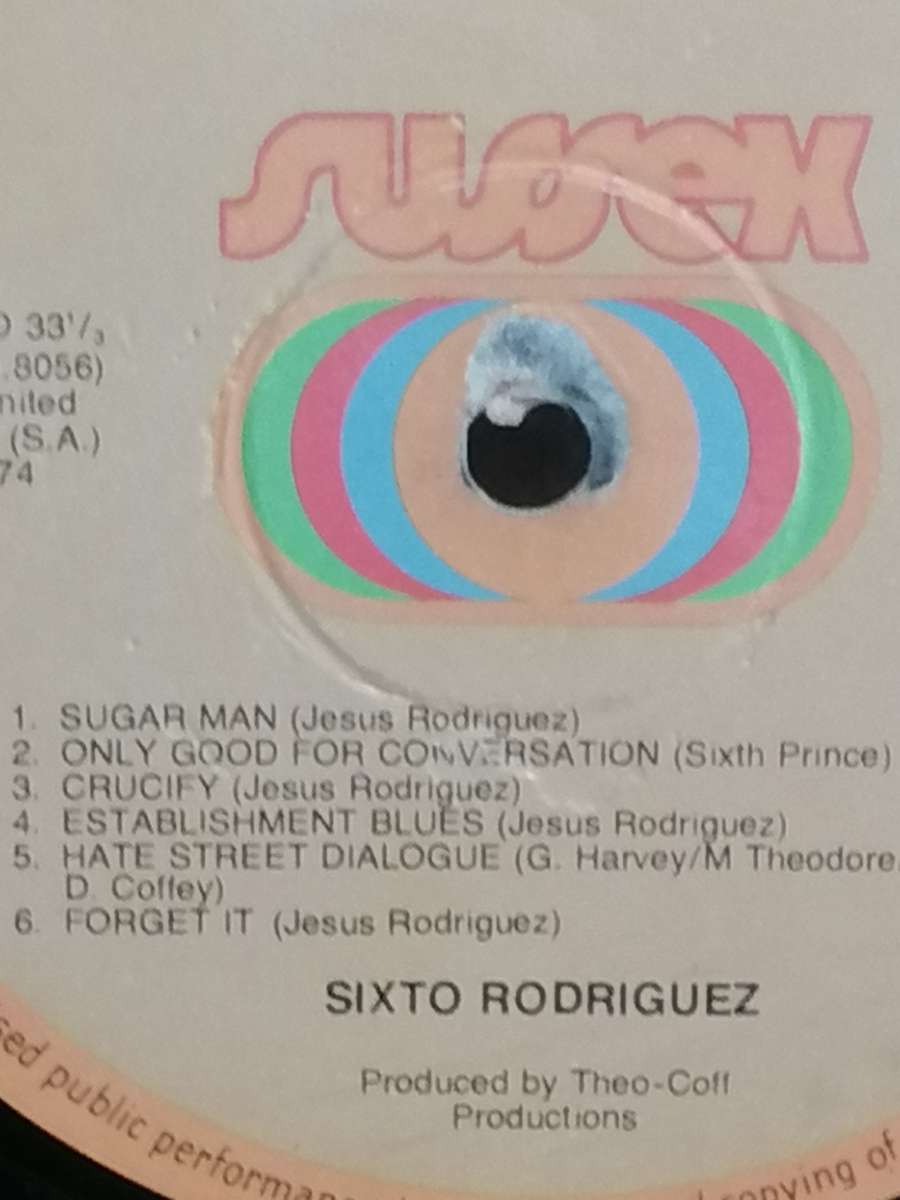 sussex
33⅓
.8056)
(S.A.)
74
1. SUGAR MAN (Jesus Rodriguez)
2. ONLY GOOD FOR CONVERSATION (Sixth Prince)
3. CRUCIFY (Jesus Rodriguez)
4. ESTABLISHMENT BLUES (Jesus Rodriguez)
5. HATE STREET DIALOGUE (G. Harvey/M Theodore.
D. Coffey)
6. FORGET IT (Jesus Rodriguez)
SIXTO RODRIGUEZ
Produced by Theo-Coff
Productions
public performan
copying of